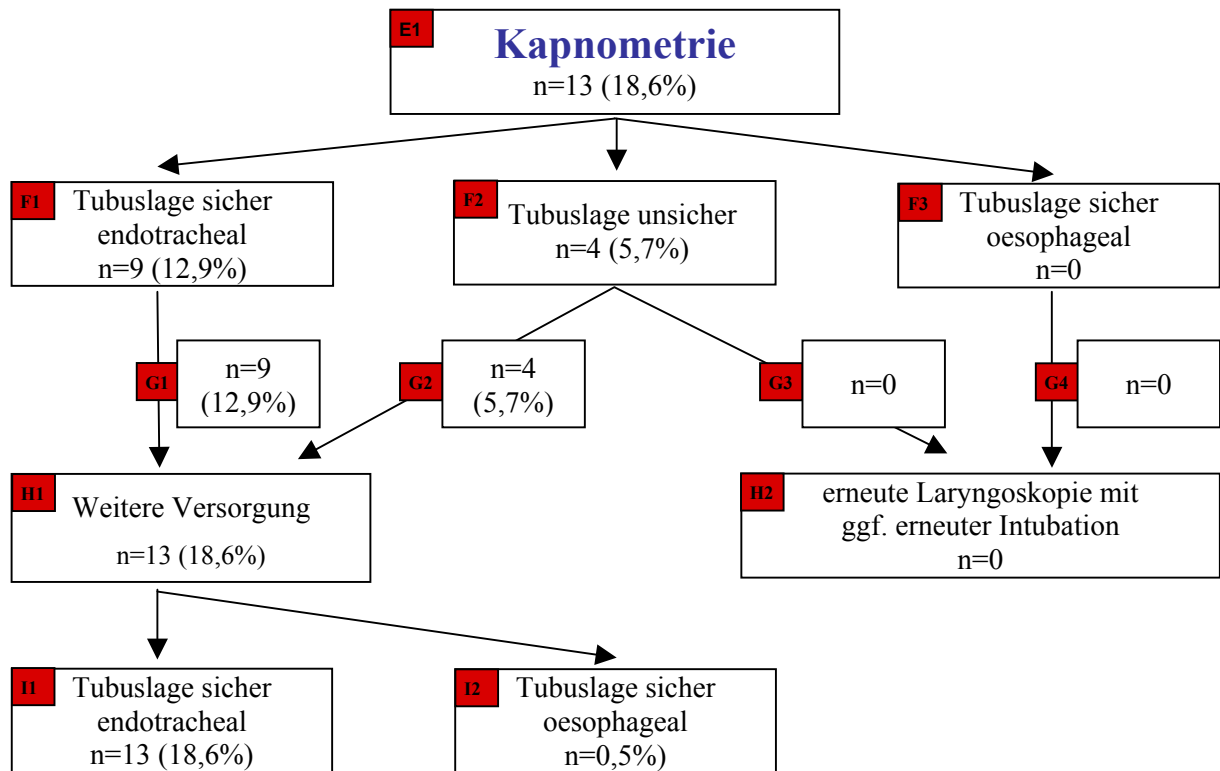 E1
Kapnometrie
n=13 (18,6%)
F1
Tubuslage sicher
endotracheal
n=9 (12,9%)
F2
Tubuslage unsicher
n=4 (5,7%)
F3
Tubuslage sicher
oesophageal
n=0
G1
n=9
(12,9%)
G2
n=4
(5,7%)
G3
n=0
G4
n=0
H1
Weitere Versorgung
n=13 (18,6%)
H2
erneute Laryngoskopie mit
ggf. erneuter Intubation
n=0
I1
Tubuslage sicher
endotracheal
n=13 (18,6%)
I2
Tubuslage sicher
oesophageal
n=0,5%)